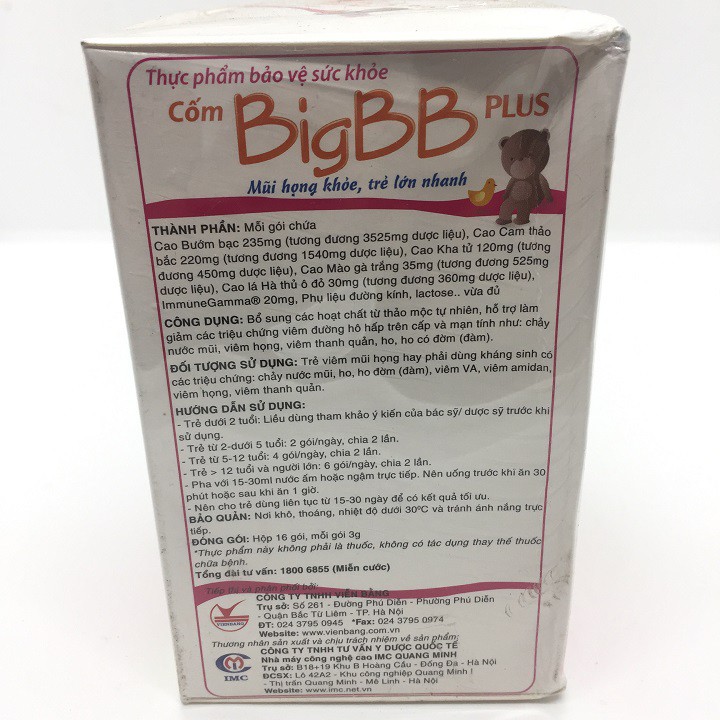 Thực phẩm bảo vệ sức khỏe
Cốm BigBB PLUS
Mũi họng khỏe, trẻ lớn nhanh
THÀNH PHẦN: Mỗi gói chứa
Cao Bướm bạc 235mg (tương đương 3525mg dược liệu), Cao Cam thảo
bắc 220mg (tương đương 1540mg dược liệu), Cao Kha tử 120mg (tương
đương 450mg dược liệu), Cao Mào gà trắng 35mg (tương đương 525mg
dược liệu), Cao lá Hà thủ ô đỏ 30mg (tương đương 360mg dược liệu),
ImmuneGamma® 20mg, Phụ liệu đường kính, lactose.. vừa đủ
CÔNG DỤNG: Bổ sung các hoạt chất từ thảo mộc tự nhiên, hỗ trợ làm
giảm các triệu chứng viêm đường hô hấp trên cấp và mạn tính như: chảy
nước mũi, viêm họng, viêm thanh quản, ho, ho có đờm (đàm).
ĐỐI TƯỢNG SỬ DỤNG: Trẻ viêm mũi họng hay phải dùng kháng sinh có
các triệu chứng: chảy nước mũi, ho, ho đờm (đàm), viêm VA, viêm amidan,
viêm họng, viêm thanh quản.
HƯỚNG DẪN SỬ DỤNG:
- Trẻ dưới 2 tuổi: Liều dùng tham khảo ý kiến của bác sỹ/ dược sỹ trước khi
sử dụng.
- Trẻ từ 2-dưới 5 tuổi: 2 gói/ngày, chia 2 lần.
- Trẻ từ 5-12 tuổi: 4 gói/ngày, chia 2 lần.
- Trẻ > 12 tuổi và người lớn: 6 gói/ngày, chia 2 lần.
- Pha với 15-30ml nước ấm hoặc ngậm trực tiếp. Nên uống trước khi ăn 30
phút hoặc sau khi ăn 1 giờ.
- Nên cho trẻ dùng liên tục từ 15-30 ngày để có kết quả tối ưu.
BẢO QUẢN: Nơi khô, thoáng, nhiệt độ dưới 30ºC và tránh ánh nắng trực
tiếp.
ĐÓNG GÓI: Hộp 16 gói, mỗi gói 3g
*Thực phẩm này không phải là thuốc, không có tác dụng thay thế thuốc
chữa bệnh.
Tổng đài tư vấn: 1800 6855 (Miễn cước)
Tiếp thị và phân phối bởi:
CÔNG TY TNHH VIÊN BẰNG
Trụ sở: Số 261 - Đường Phú Diễn - Phường Phú Diễn
- Quận Bắc Từ Liêm - TP. Hà Nội
ĐT: 024 3795 0945 *Fax: 024 3795 0974
Website: www.vienbang.com.vn
VIENBANG
Thương nhân sản xuất và chịu trách nhiệm về sản phẩm:
CÔNG TY TNHH TƯ VẤN Y DƯỢC QUỐC TẾ
Nhà máy công nghệ cao IMC QUANG MINH
Trụ sở: B18+19 Khu B Hoàng Cầu - Đống Đa - Hà Nội
ĐCSX: Lô 42A2 - Khu công nghiệp Quang Minh I
- Thị trấn Quang Minh - Mê Linh - Hà Nội
Website: www.imc.net.vn
IMC